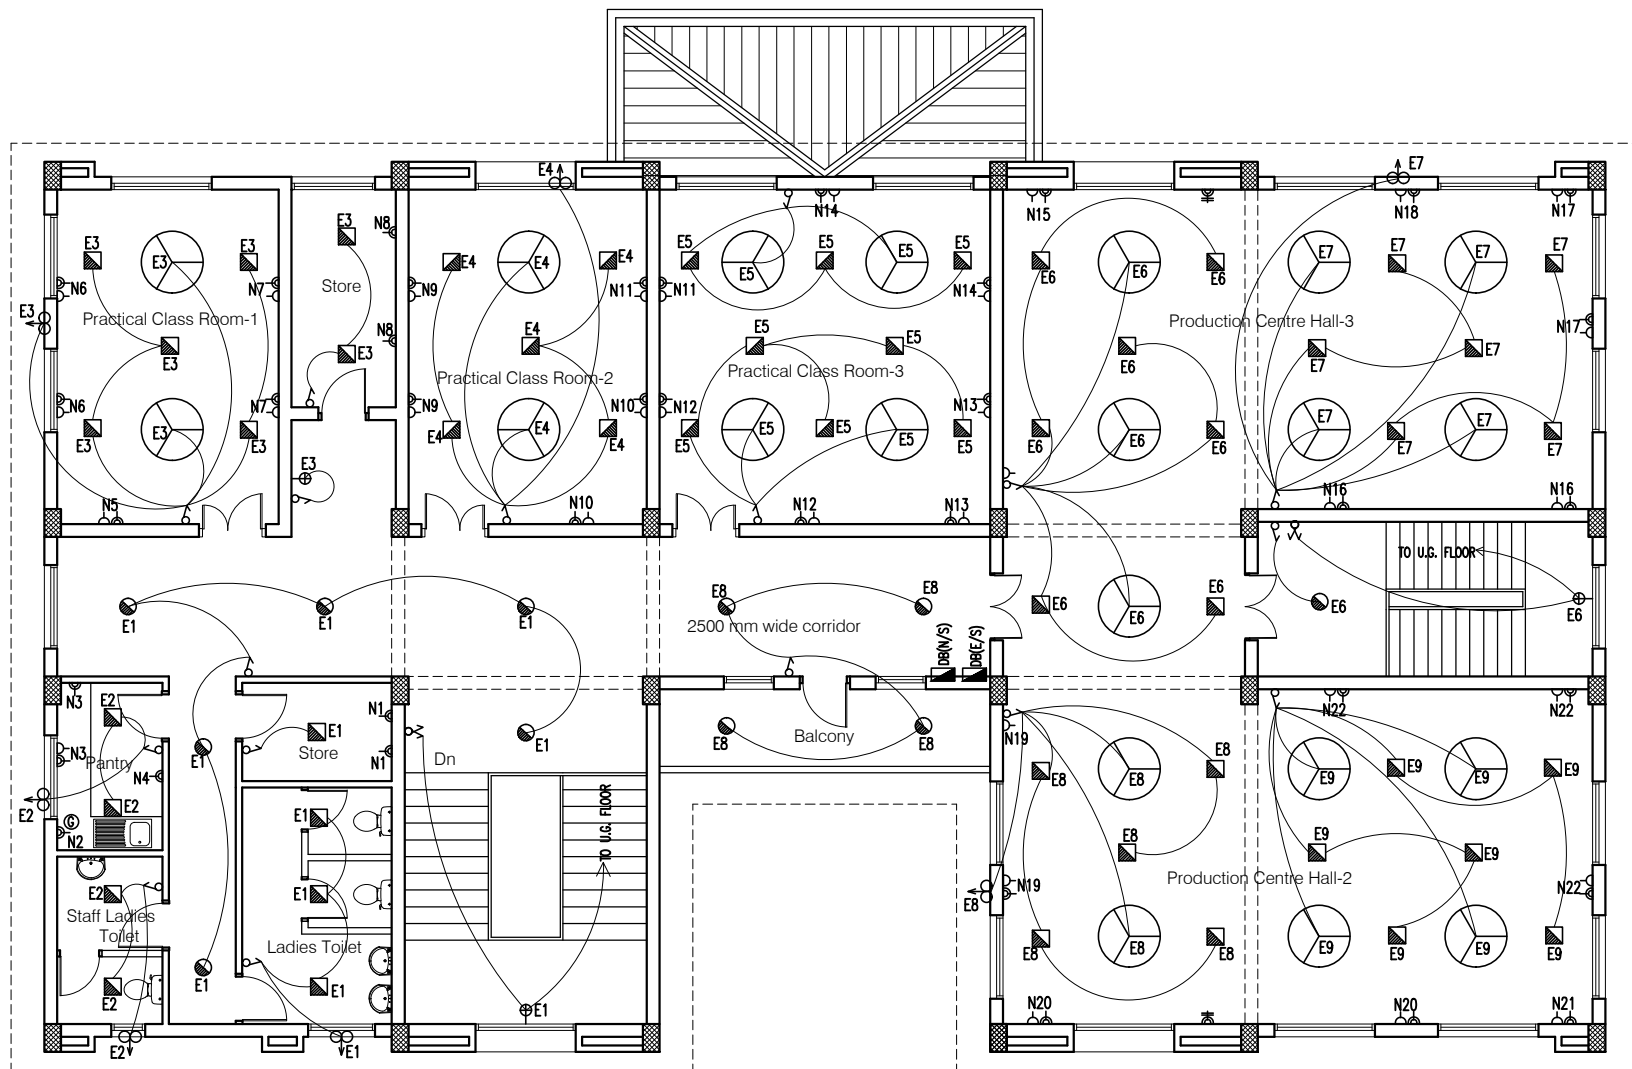 E4
E7
N15
N14
N18
N17
E3
N8
E3
E3
E3
E4
E4
E4
E5
E5
E5
E5
E5
E6
E6
E6
E7
E7
E7
E7
N6
N7
Store
N9
N11
N11
N14
E3
Practical Class Room-1
N8
Production Centre Hall-3
N17
E3
E3
E4
Practical Class Room-2
E5
Practical Class Room-3
E5
E6
E7
E7
N6
N7
N9
N10
N12
N13
E3
E3
E3
E4
E4
E4
E5
E5
E5
E5
E5
E6
E6
E6
E7
E7
E7
E7
E3
N5
N10
N12
N13
N16
N16
TO U.G. FLOOR
E1
E1
E1
E8
E8
2500 mm wide corridor
DB(N/S)
DB(E/S)
E6
E6
E6
E6
E6
N3
E2
N1
E1
Store
N1
E1
Dn
E8
Balcony
E8
N19
N22
N22
N3
Pantry
N4
E1
E2
E2
G
N2
E1
TO U.G. FLOOR
E8
E8
E8
E9
E9
E9
E9
E8
E9
E9
E2
Staff Ladies
Toilet
E1
Ladies Toilet
E8
N19
Production Centre Hall-2
N22
E2
E1
E1
E8
E8
E8
E9
E9
E9
E9
E1
N20
N20
N21
E2
E1